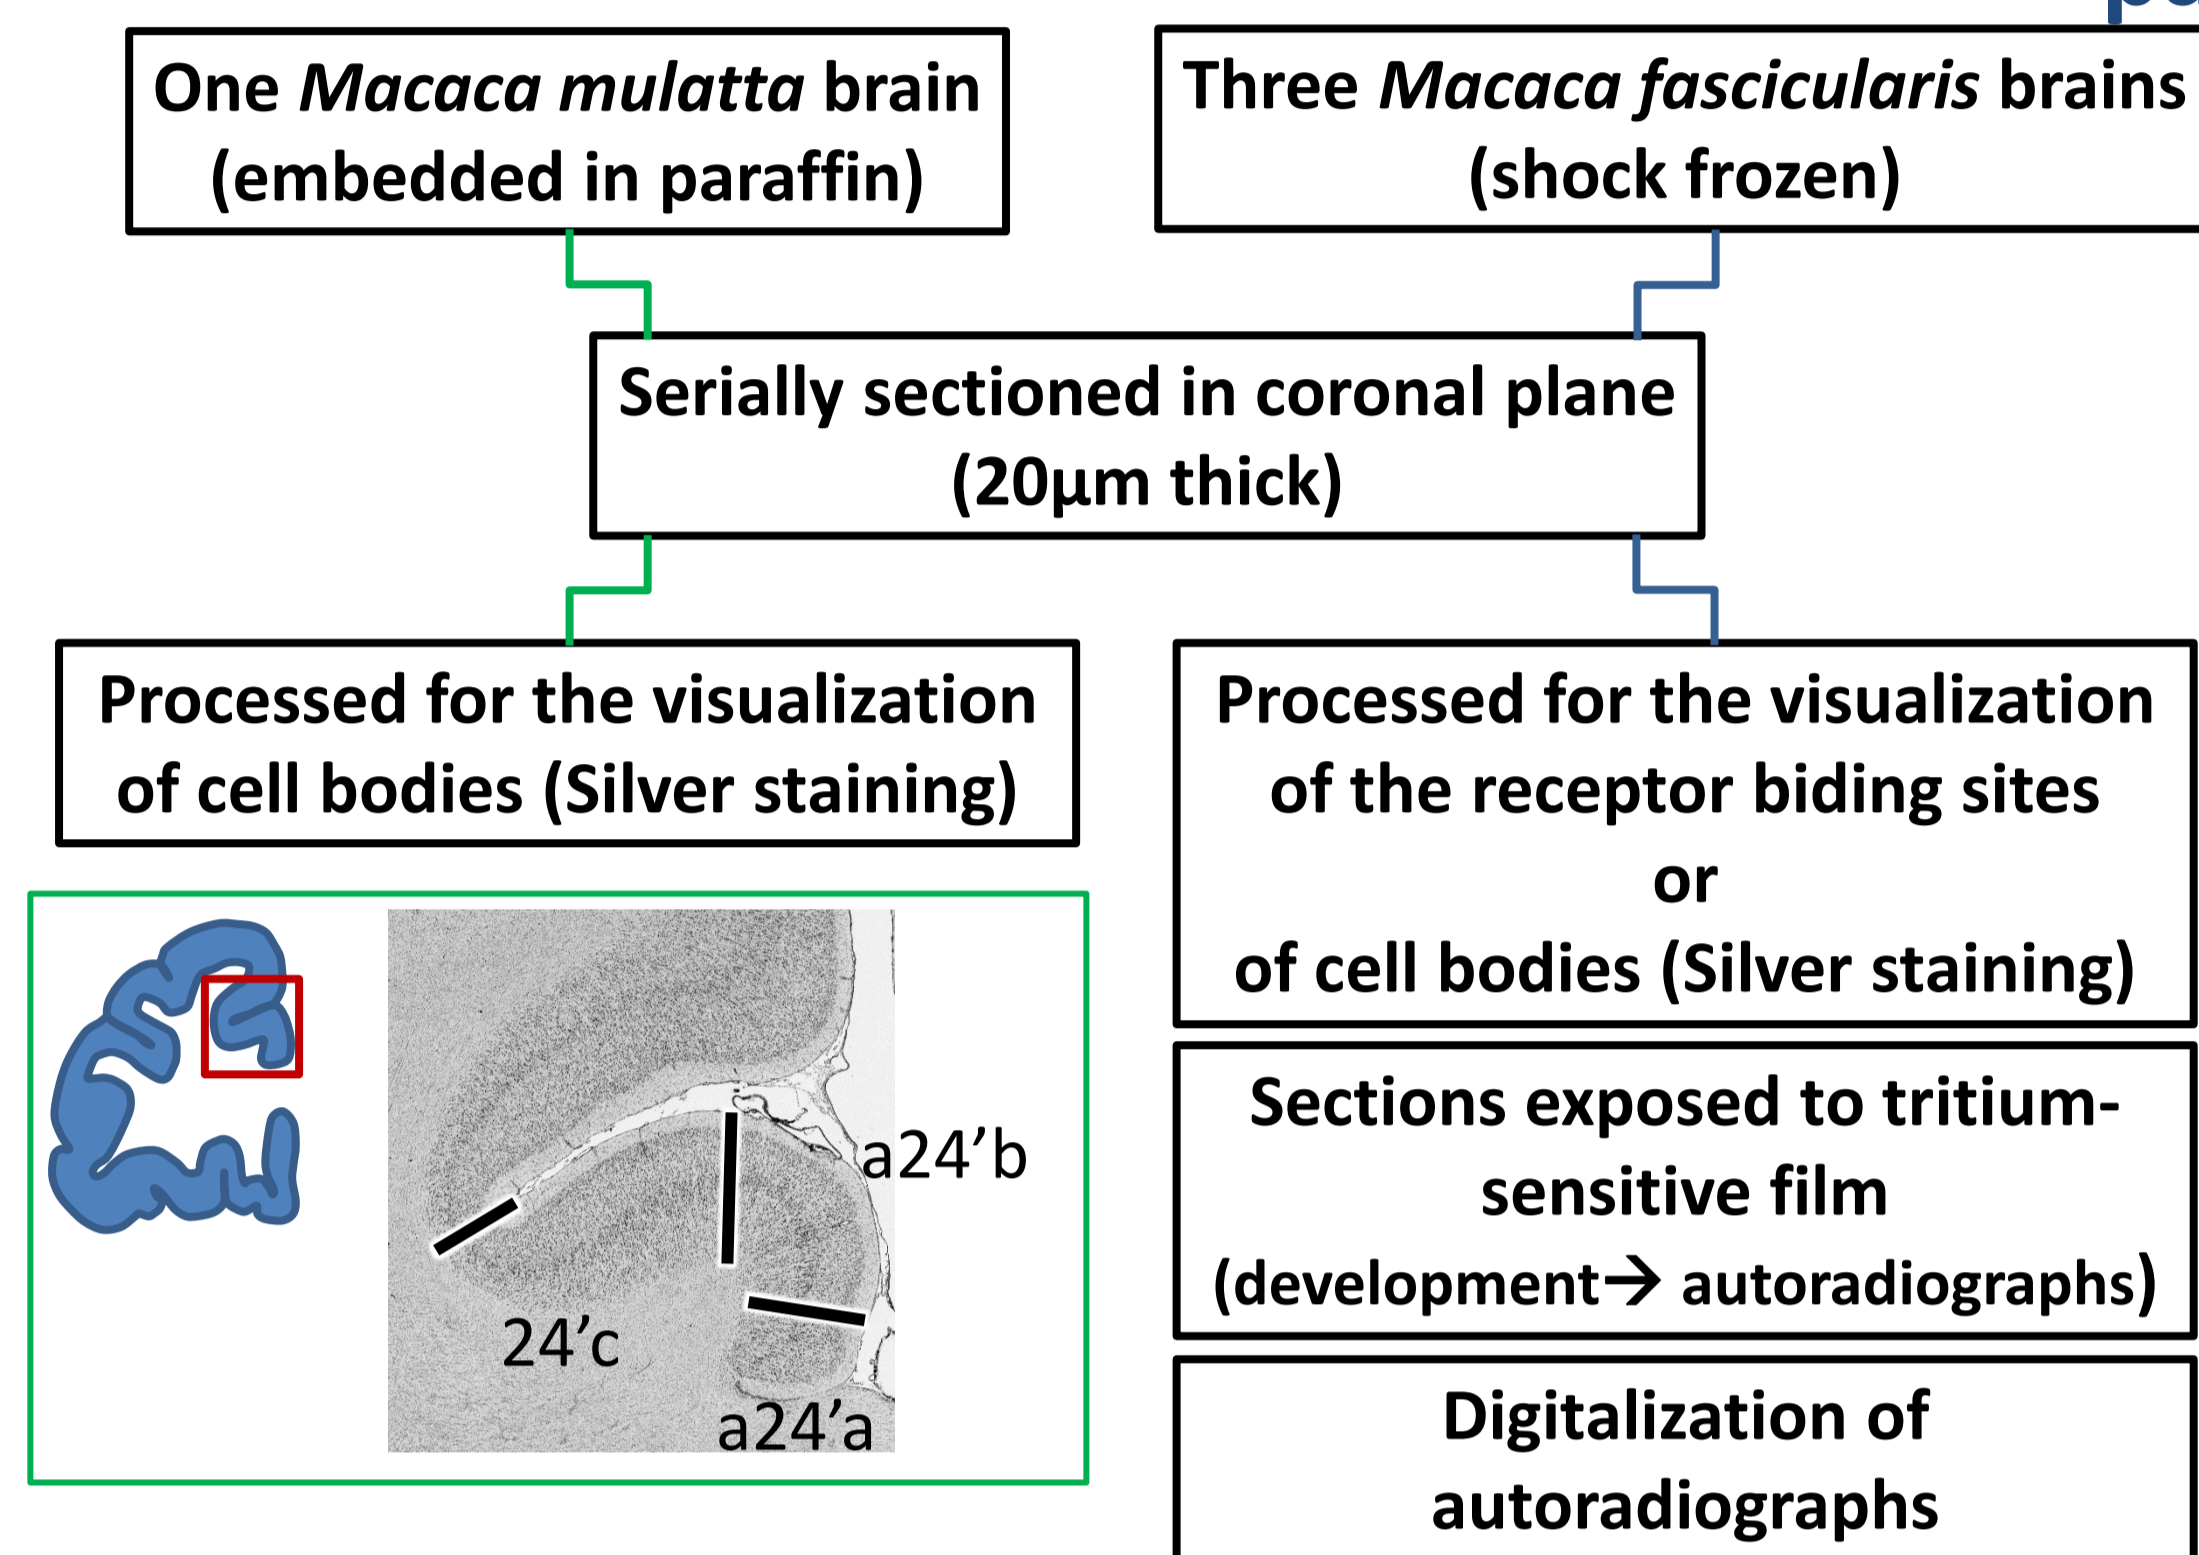 One Macaca mulatta brain
(embedded in paraffin)
Three Macaca fascicularis brains
(shock frozen)
Serially sectioned in coronal plane
(20µm thick)
Processed for the visualization
of cell bodies (Silver staining)
Processed for the visualization
of the receptor biding sites
or
of cell bodies (Silver staining)
a24’b
24’c
a24’a
Sections exposed to tritium-
sensitive film
(development→ autoradiographs)
Digitalization of
autoradiographs